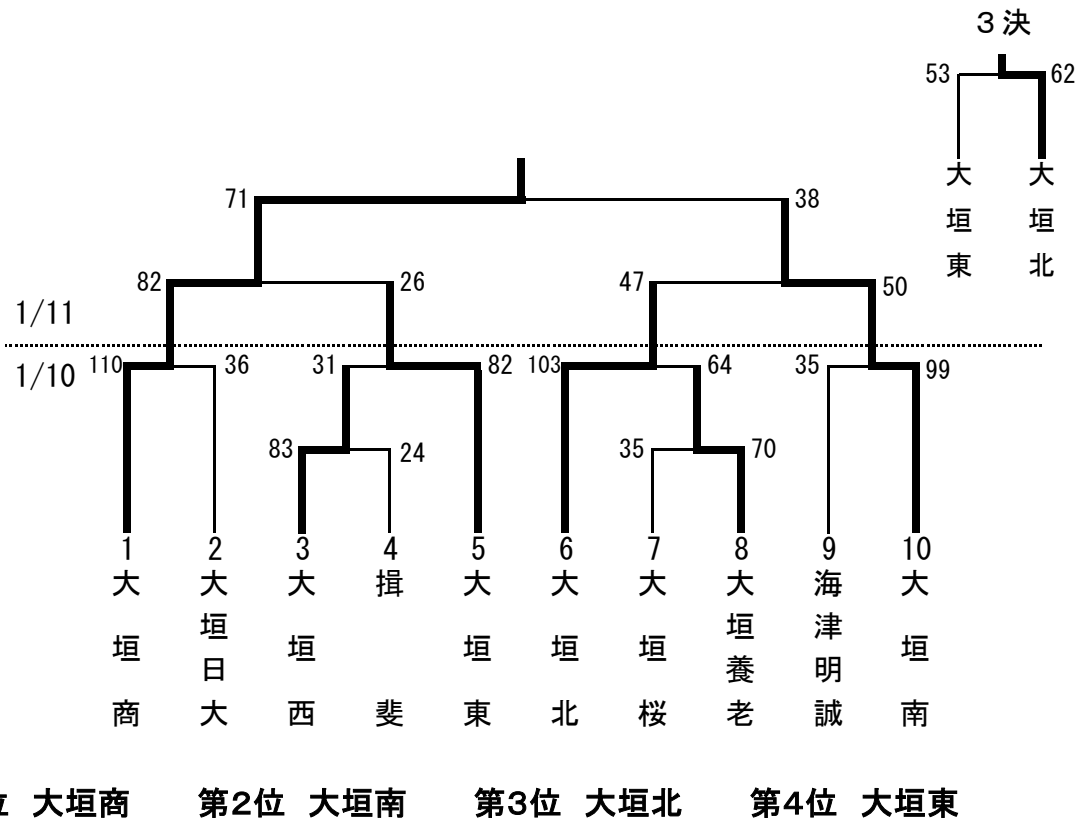 3決
53 62
大垣東 大垣北
71 38
82 26 47 50
1/11
1/10 110 36 31 82 103 64 35 99
83 24 35 70
1 2 3 4 5 6 7 8 9 10
大垣商 大垣日大 大垣西 揖斐 大垣東 大垣北 大垣桜 大垣養老 海津明誠 大垣南
位 大垣商 第2位 大垣南 第3位 大垣北 第4位 大垣東